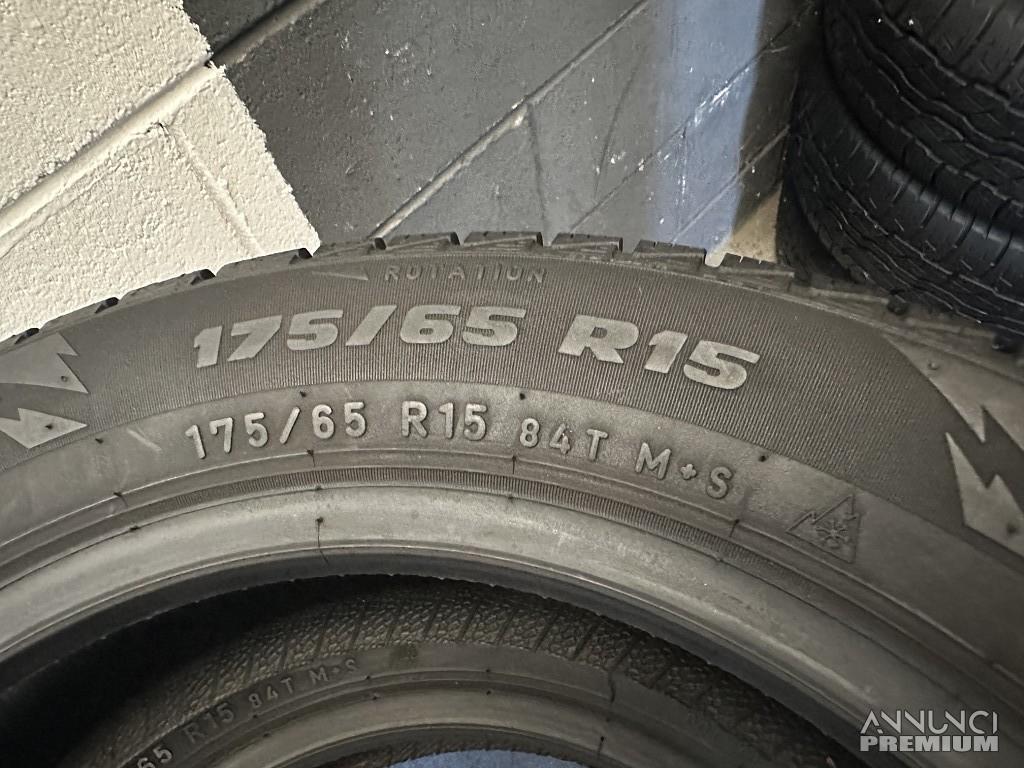 ROTATION
175/65 R15
175/65 R15 84T M+S
65 R15 84T M+S
ANNUNCI
PREMIUM